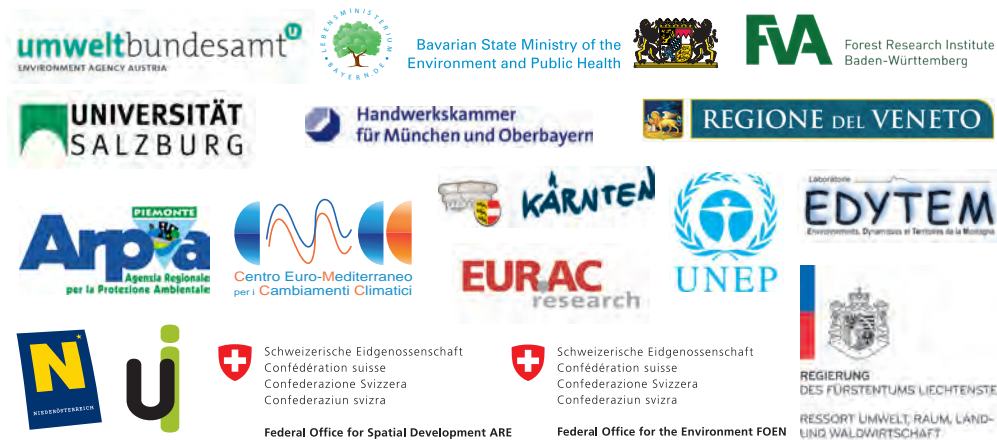 umweltbundesamt U
ENVIRONMENT AGENCY AUSTRIA
LEBENSMINISTERIUM
BAYERN.DE
Bavarian State Ministry of the
Environment and Public Health
FVA
Forest Research Institute
Baden-Württemberg
UNIVERSITÄT
SALZBURG
Handwerkskammer
für München und Oberbayern
REGIONE DEL VENETO
PIEMONTE
Arpa
Agenzia Regionale
per la Protezione Ambientale
Centro Euro-Mediterraneo
per i Cambiamenti Climatici
KÄRNTEN
EURAC
research
UNEP
Laboratoire
EDYTEM
Environnements, Dynamiques et Territoires de la Montagne
N
NIEDERÖSTERREICH
UI
Schweizerische Eidgenossenschaft
Confédération suisse
Confederazione Svizzera
Confederaziun svizra
Federal Office for Spatial Development ARE
Schweizerische Eidgenossenschaft
Confédération suisse
Confederazione Svizzera
Confederaziun svizra
Federal Office for the Environment FOEN
REGIERUNG
DES FÜRSTENTUMS LIECHTENSTE
RESSORT UMWELT, RAUM, LAND-
UND WALDWIRTSCHAFT